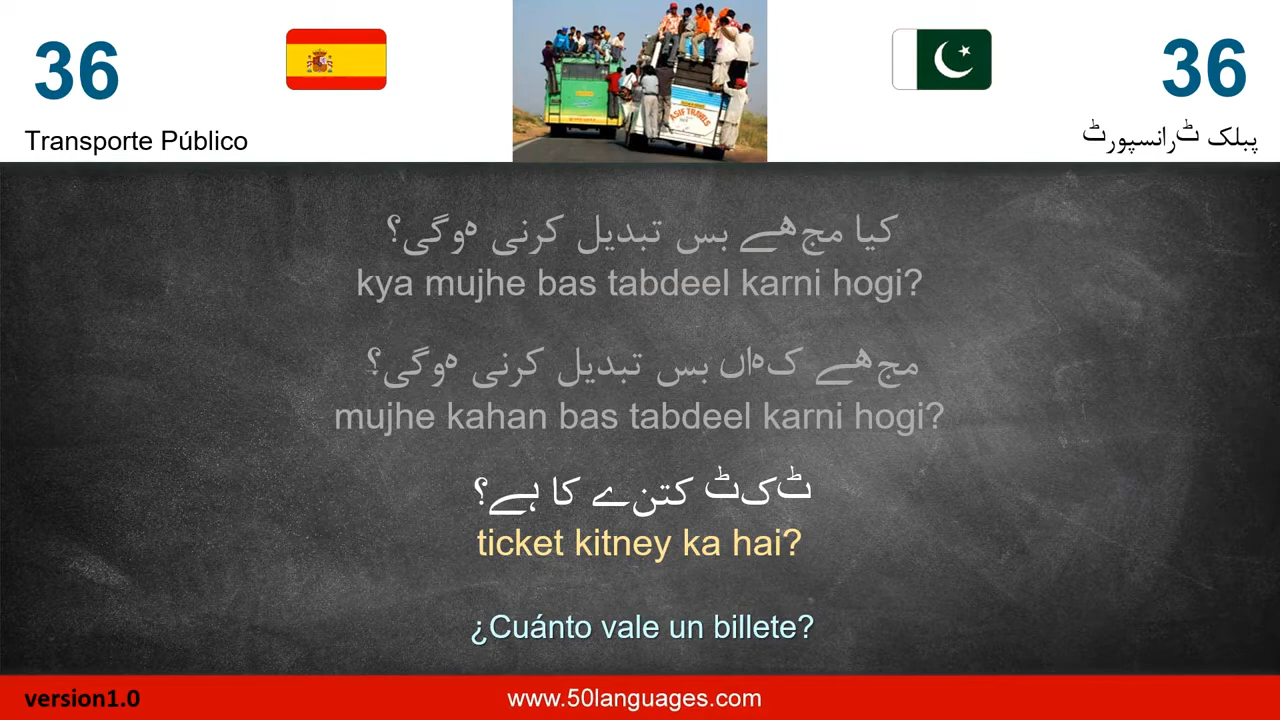 36
36
Transporte Público
پبلک ٹرانسپورٹ
ASIF TRAVELS
کیا مجھے بس تبدیل کرنی ہوگی؟
kya mujhe bas tabdeel karni hogi?
مجھے کہاں بس تبدیل کرنی ہوگی؟
mujhe kahan bas tabdeel karni hogi?
ٹکٹ کتنے کا ہے؟
ticket kitney ka hai?
¿Cuánto vale un billete?
version1.0
www.50languages.com